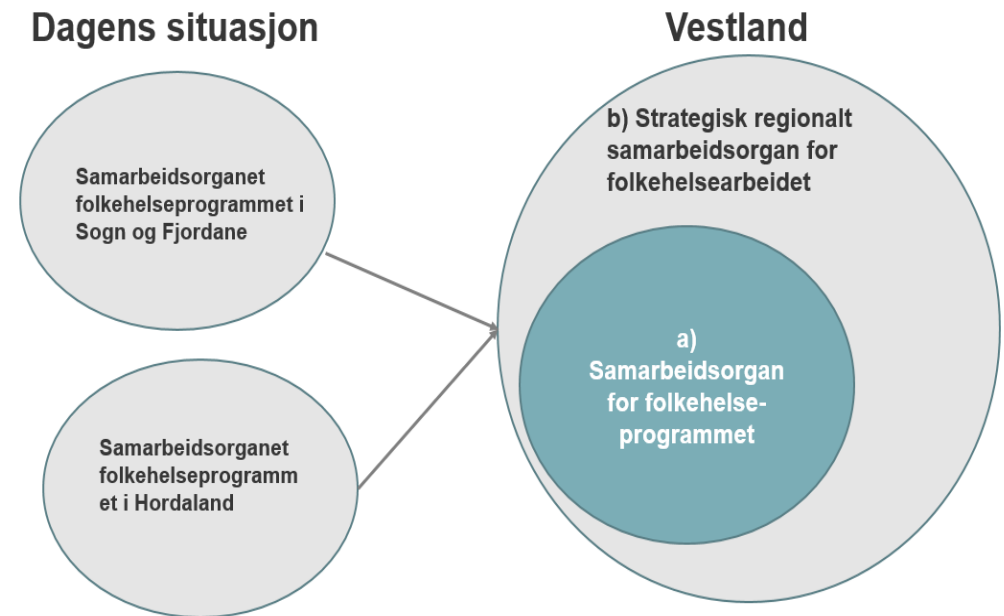 Dagens situasjon
Vestland
Samarbeidsorganet
folkehelseprogrammet i
Sogn og Fjordane
Samarbeidsorganet
folkehelseprogramm
et i Hordaland
b) Strategisk regionalt
samarbeidsorgan for
folkehelsearbeidet
a)
Samarbeidsorgan
for folkehelse-
programmet